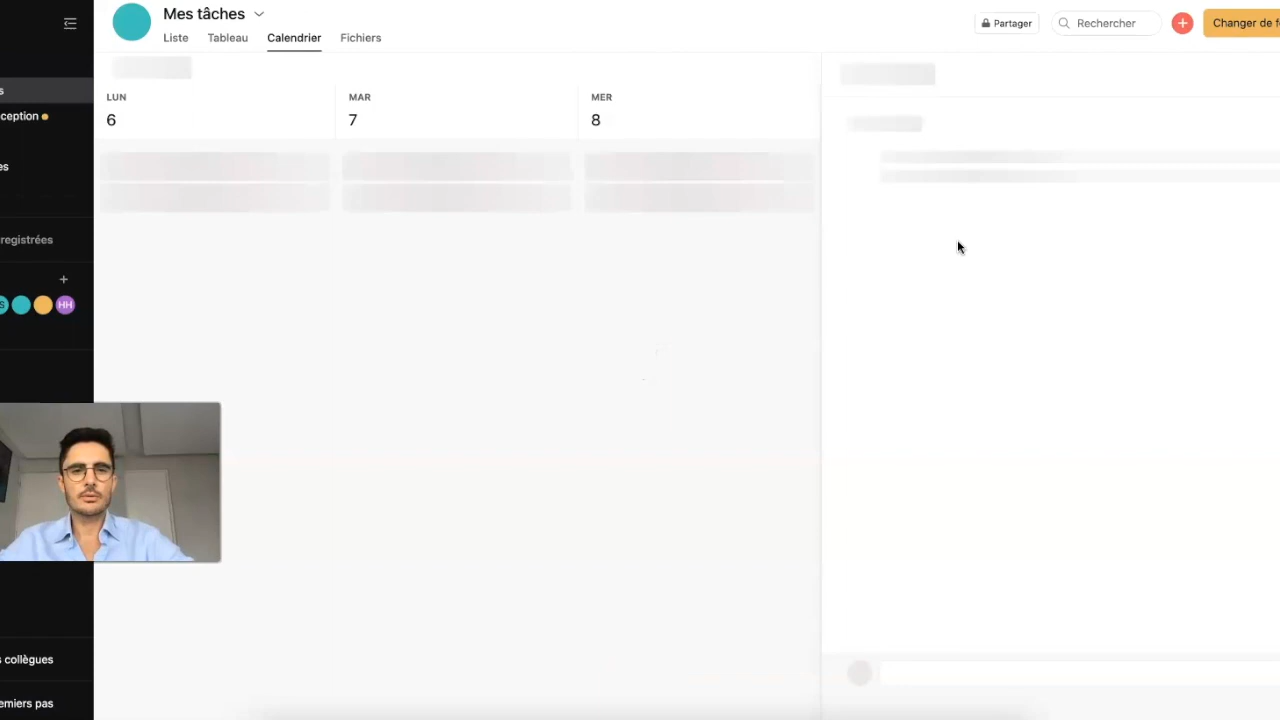 Mes tâches
Liste Tableau Calendrier Fichiers
Partager
Rechercher
Changer de f
LUN
6
MAR
7
MER
8
s
ception
es
registrées
S
HH
s collègues
emiers pas